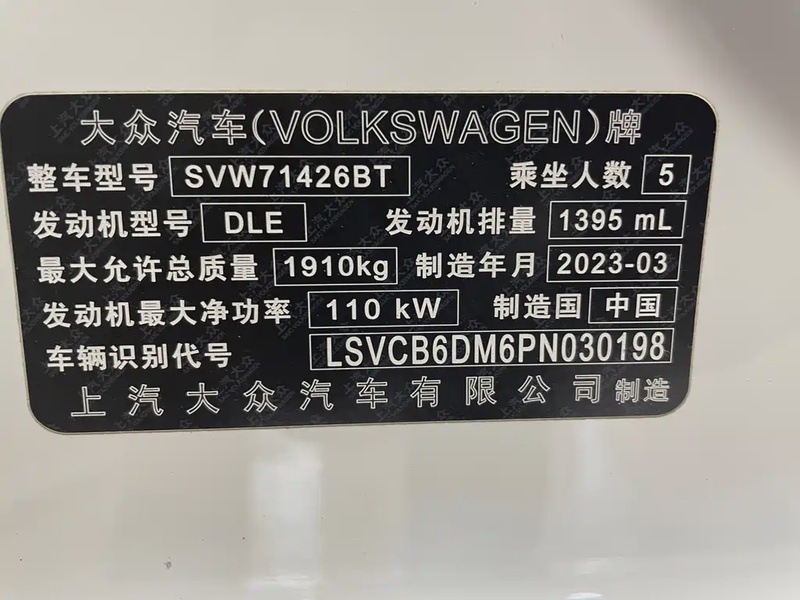 大众汽车(VOLKSWAGEN)牌
整车型号 SVW71426BT 乘坐人数 5
发动机型号 DLE 发动机排量 1395 mL
最大允许总质量 1910kg 制造年月 2023-03
发动机最大净功率 110 kW 制造国 中国
车辆识别代号 LSVCB6DM6PN030198
上汽大众汽车有限公司 制造